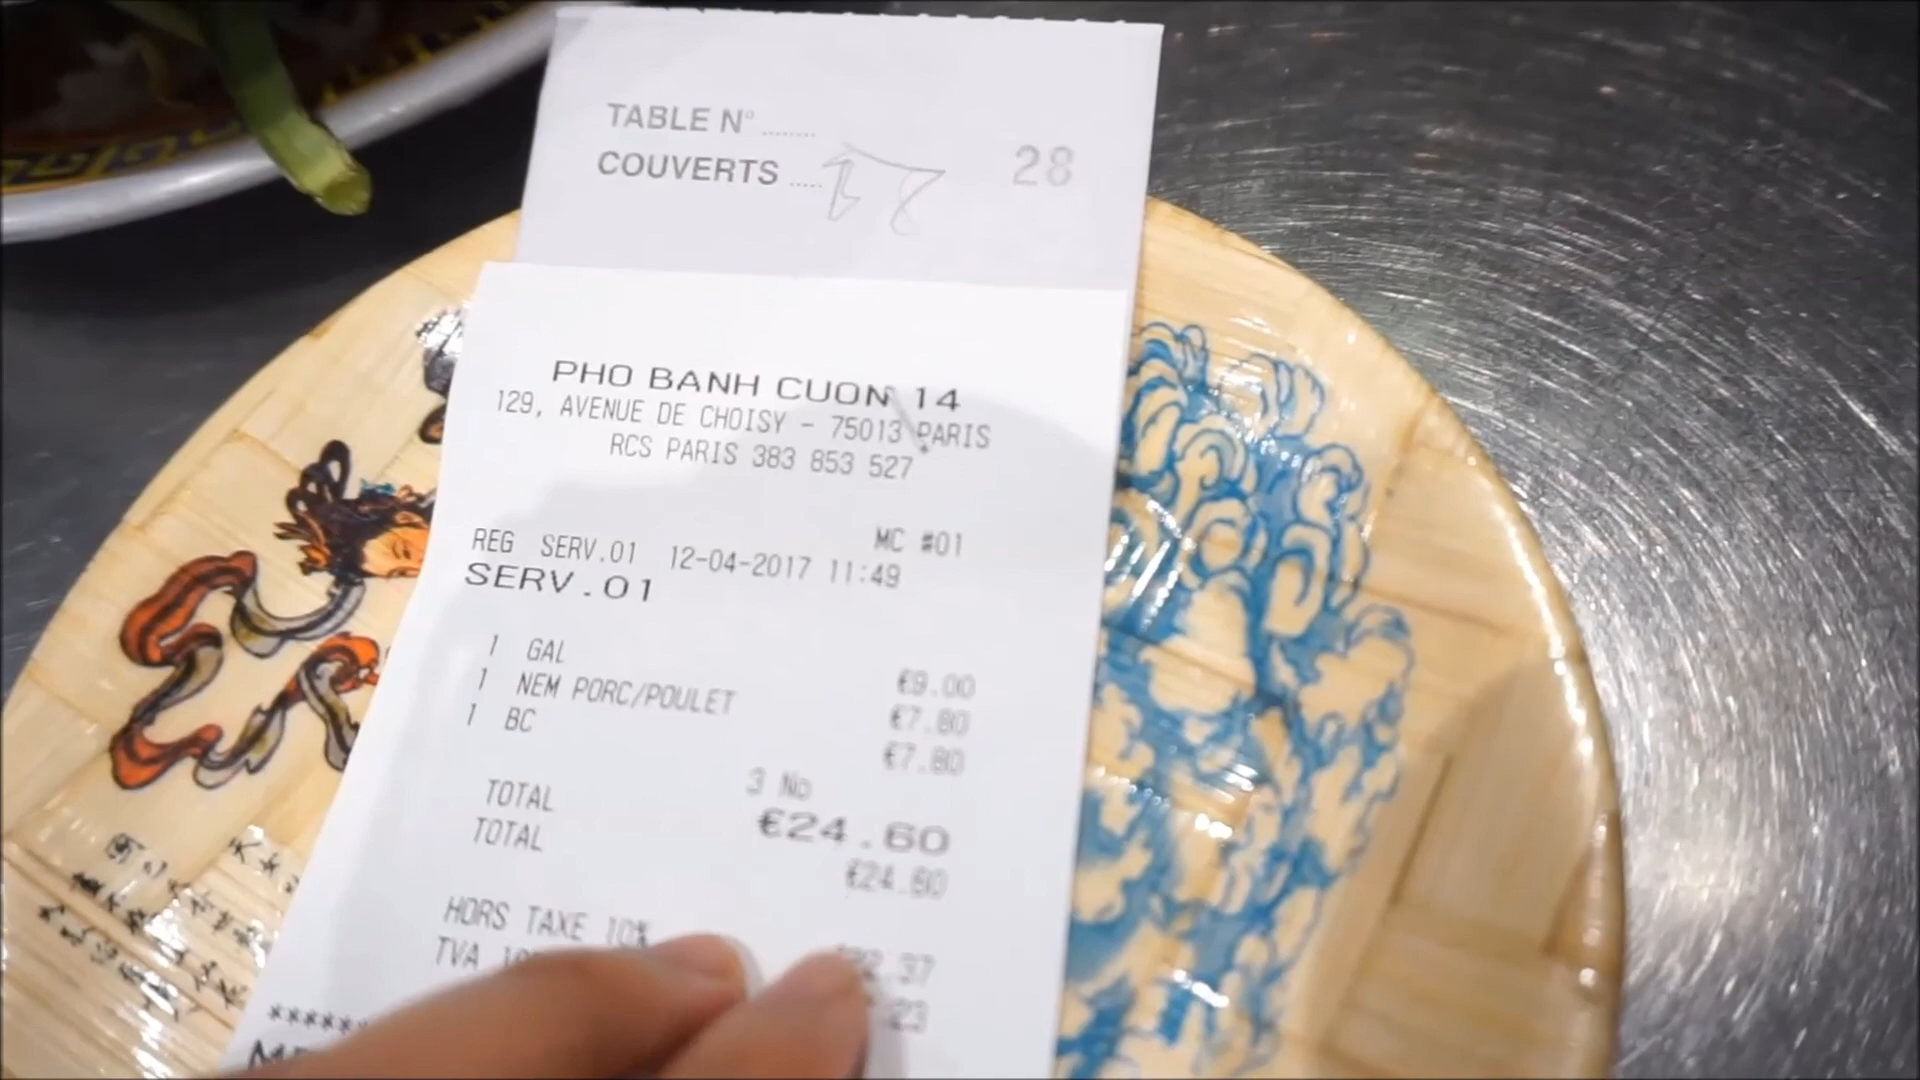 TABLE N° ........
COUVERTS ..... 28
PHO BANH CUON 14
129, AVENUE DE CHOISY - 75013 PARIS
RCS PARIS 383 853 527
MC #01
REG SERV.01 12-04-2017 11:49
SERV.01
1 GAL €9.00
1 NEM PORC/POULET €7.80
1 BC €7.80
3 No
TOTAL €24.60
TOTAL €24.60
HORS TAXE 10%
TVA